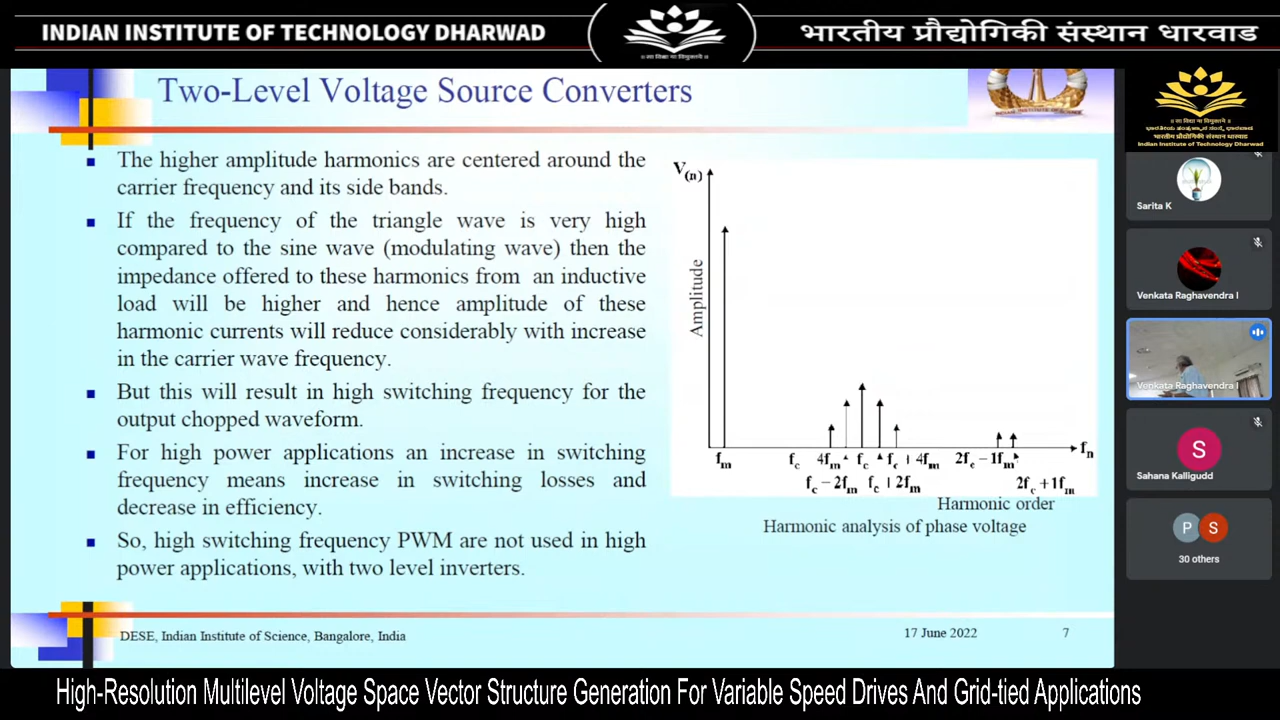 INDIAN INSTITUTE OF TECHNOLOGY DHARWAD
भारतीय प्रौद्योगिकी संस्थान धारवाड
Two-Level Voltage Source Converters
The higher amplitude harmonics are centered around the
carrier frequency and its side bands.
If the frequency of the triangle wave is very high
compared to the sine wave (modulating wave) then the
impedance offered to these harmonics from an inductive
load will be higher and hence amplitude of these
harmonic currents will reduce considerably with increase
in the carrier wave frequency.
But this will result in high switching frequency for the
output chopped waveform.
For high power applications an increase in switching
frequency means increase in switching losses and
decrease in efficiency.
So, high switching frequency PWM are not used in high
power applications, with two level inverters.
V(n)
Amplitude
fm
fc 4fm
fc
fc + 4fm
2fc − 1fm
fn
fc − 2fm
fc + 2fm
2fc + 1fm
Harmonic order
Harmonic analysis of phase voltage
DESE, Indian Institute of Science, Bangalore, India
17 June 2022
7
Indian Institute of Technology Dharwad
Sarita K
Venkata Raghavendra I
Venkata Raghavendra I
S
Sahana Kalligudd
P
S
30 others
High-Resolution Multilevel Voltage Space Vector Structure Generation For Variable Speed Drives And Grid-tied Applications